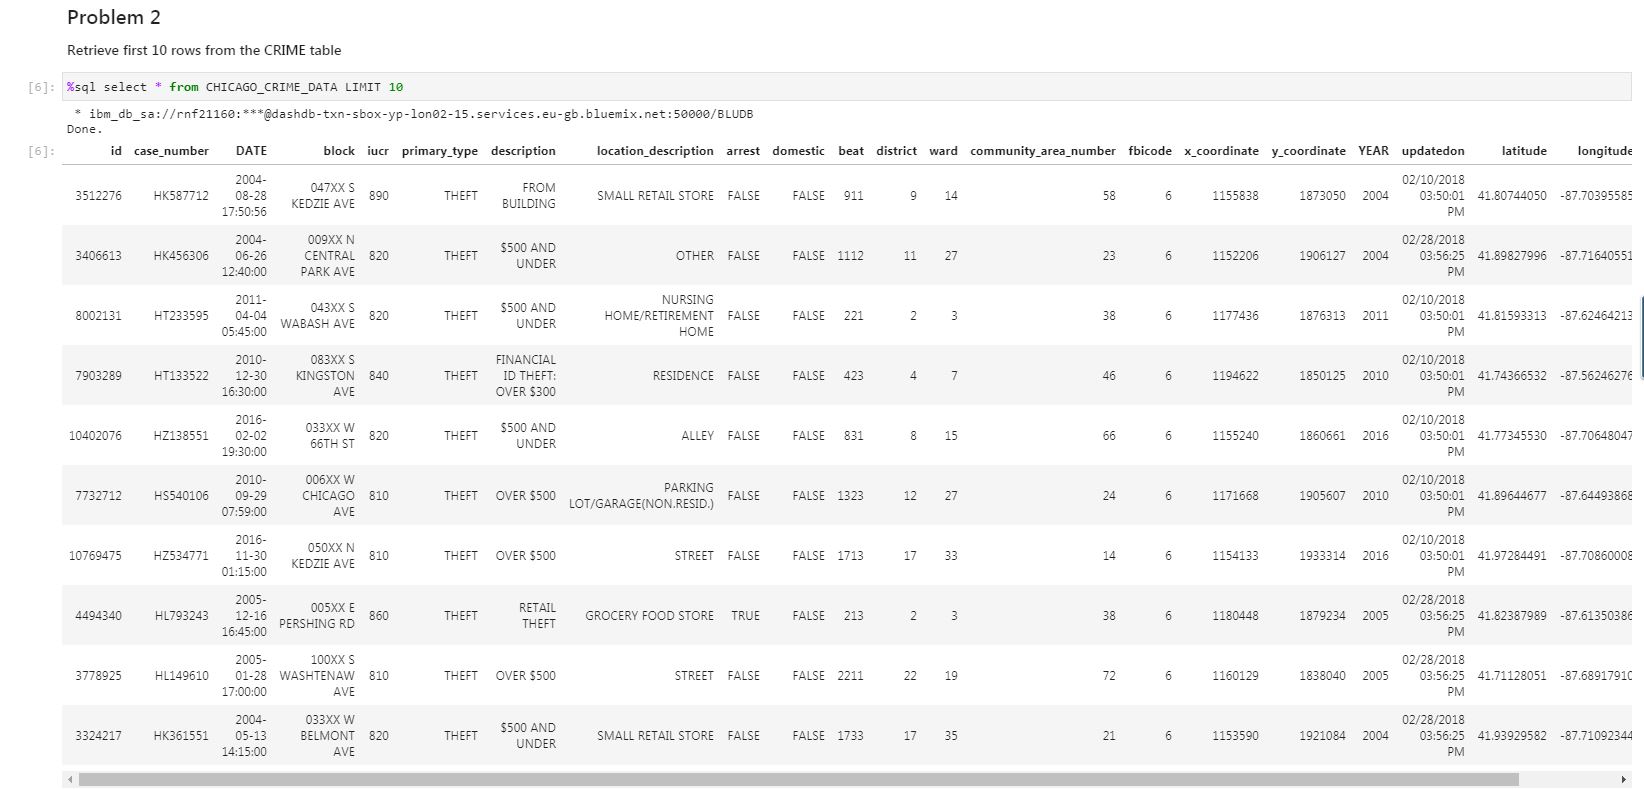 Problem 2
Retrieve first 10 rows from the CRIME table
[6]: %sql select * from CHICAGO_CRIME_DATA LIMIT 10
* ibm_db_sa://rnf21160:***@dashdb-txn-sbox-yp-lon02-15.services.eu-gb.bluemix.net:50000/BLUDB
Done.
[6]: id case_number DATE block iucr primary_type description location_description arrest domestic beat district ward community_area_number fbicode x_coordinate y_coordinate YEAR updatedon latitude longitude
3512276 HK587712 2004-08-28 17:50:56 047XX S KEDZIE AVE 890 THEFT FROM BUILDING SMALL RETAIL STORE FALSE FALSE 911 9 14 58 6 1155838 1873050 2004 02/10/2018 03:50:01 PM 41.80744050 -87.70395585
3406613 HK456306 2004-06-26 12:40:00 009XX N CENTRAL PARK AVE 820 THEFT $500 AND UNDER OTHER FALSE FALSE 1112 11 27 23 6 1152206 1906127 2004 02/28/2018 03:56:25 PM 41.89827996 -87.71640551
8002131 HT233595 2011-04-04 05:45:00 043XX S WABASH AVE 820 THEFT $500 AND UNDER NURSING HOME/RETIREMENT HOME FALSE FALSE 221 2 3 38 6 1177436 1876313 2011 02/10/2018 03:50:01 PM 41.81593313 -87.62464213
7903289 HT133522 2010-12-30 16:30:00 083XX S KINGSTON AVE 840 THEFT FINANCIAL ID THEFT: OVER $300 RESIDENCE FALSE FALSE 423 4 7 46 6 1194622 1850125 2010 02/10/2018 03:50:01 PM 41.74366532 -87.56246276
10402076 HZ138551 2016-02-02 19:30:00 033XX W 66TH ST 820 THEFT $500 AND UNDER ALLEY FALSE FALSE 831 8 15 66 6 1155240 1860661 2016 02/10/2018 03:50:01 PM 41.77345530 -87.70648047
7732712 HS540106 2010-09-29 07:59:00 006XX W CHICAGO AVE 810 THEFT OVER $500 PARKING LOT/GARAGE(NON.RESID.) FALSE FALSE 1323 12 27 24 6 1171668 1905607 2010 02/10/2018 03:50:01 PM 41.89644677 -87.64493868
10769475 HZ534771 2016-11-30 01:15:00 050XX N KEDZIE AVE 810 THEFT OVER $500 STREET FALSE FALSE 1713 17 33 14 6 1154133 1933314 2016 02/10/2018 03:50:01 PM 41.97284491 -87.70860008
4494340 HL793243 2005-12-16 16:45:00 005XX E PERSHING RD 860 THEFT RETAIL THEFT GROCERY FOOD STORE TRUE FALSE 213 2 3 38 6 1180448 1879234 2005 02/28/2018 03:56:25 PM 41.82387989 -87.61350386
3778925 HL149610 2005-01-28 17:00:00 100XX S WASHTENAW AVE 810 THEFT OVER $500 STREET FALSE FALSE 2211 22 19 72 6 1160129 1838040 2005 02/28/2018 03:56:25 PM 41.71128051 -87.68917910
3324217 HK361551 2004-05-13 14:15:00 033XX W BELMONT AVE 820 THEFT $500 AND UNDER SMALL RETAIL STORE FALSE FALSE 1733 17 35 21 6 1153590 1921084 2004 02/28/2018 03:56:25 PM 41.93929582 -87.71092344